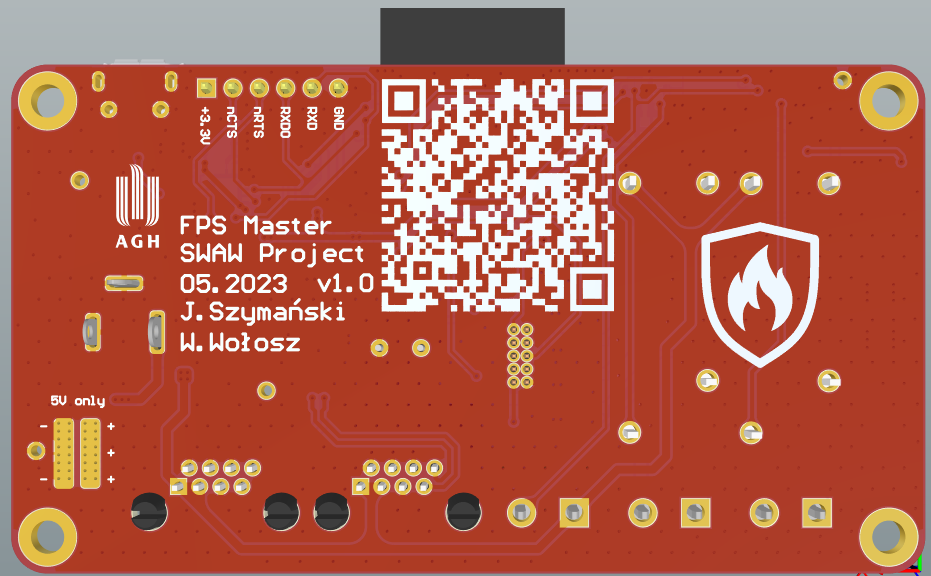 +3.3V
nCTS
nRTS
RXD0
RXD
GND
AGH
FPS Master
SWAW Project
05.2023 v1.0
J.Szymański
W.Wołosz
5V only
- +
+
- +